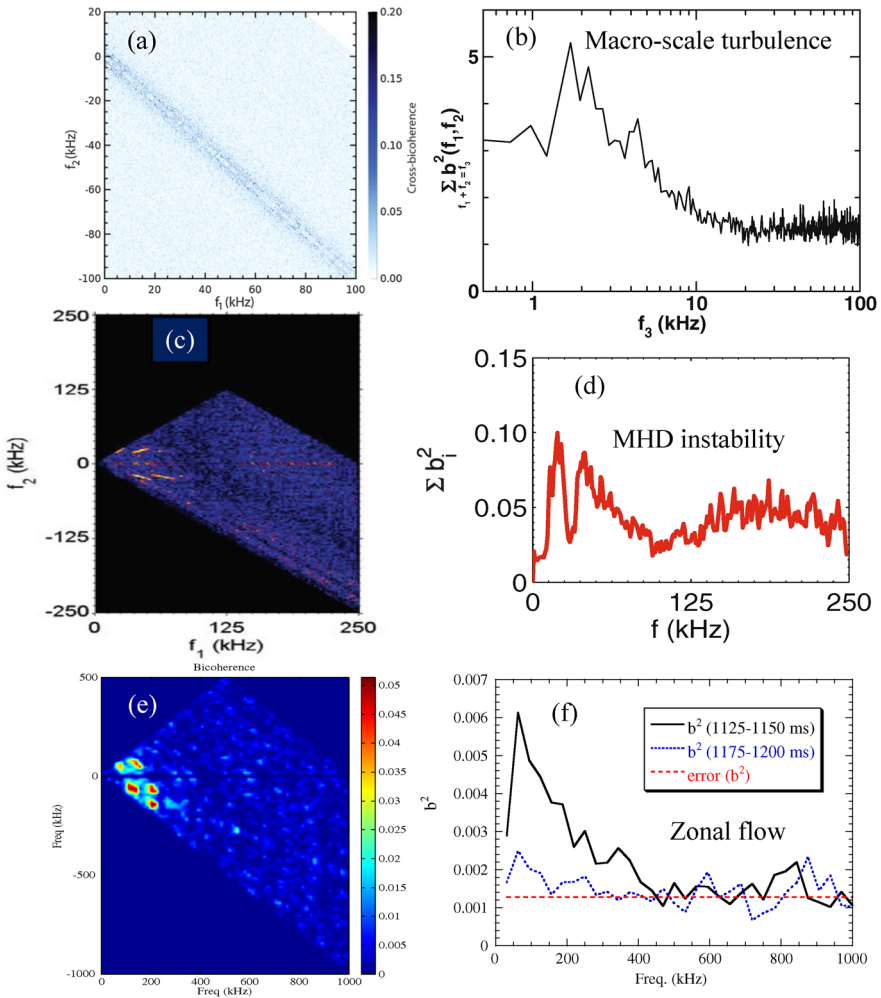 (a)
20
0
-20
-40
-60
-80
-100
f2 (kHz)
0 20 40 60 80 100
f1 (kHz)
0.20
0.15
0.10
0.05
0.00
Cross-bicoherence
(b) Macro-scale turbulence
5
0
Σ b2(f1,f2)
f1 + f2 = f3
1 10 100
f3 (kHz)
(c)
250
125
0
-125
-250
f2 (kHz)
0 125 250
f1 (kHz)
(d)
MHD instability
0.15
0.10
0.05
0
Σ bi2
0 125 250
f (kHz)
Bicoherence
(e)
500
0
-500
-1000
Freq (kHz)
0 200 400 600 800 1000
Freq (kHz)
0.05
0.045
0.04
0.035
0.03
0.025
0.02
0.015
0.01
0.005
0
(f)
b2 (1125-1150 ms)
b2 (1175-1200 ms)
error (b2)
Zonal flow
0.007
0.006
0.005
0.004
0.003
0.002
0.001
0
b2
0 200 400 600 800 1000
Freq. (kHz)